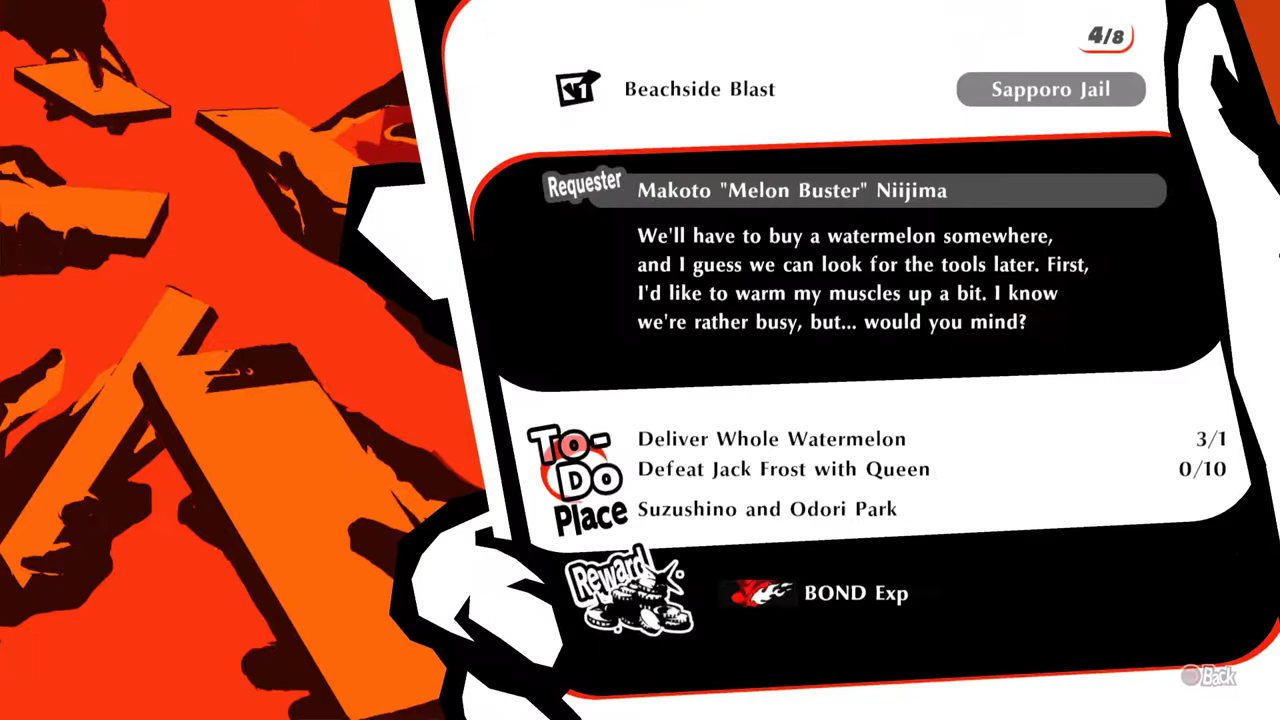 4/8
Beachside Blast
Sapporo Jail
Requester
Makoto "Melon Buster" Niijima
We'll have to buy a watermelon somewhere,
and I guess we can look for the tools later. First,
I'd like to warm my muscles up a bit. I know
we're rather busy, but... would you mind?
To-
Do
Deliver Whole Watermelon 3/1
Defeat Jack Frost with Queen 0/10
Place Suzushino and Odori Park
Reward
BOND Exp
Back